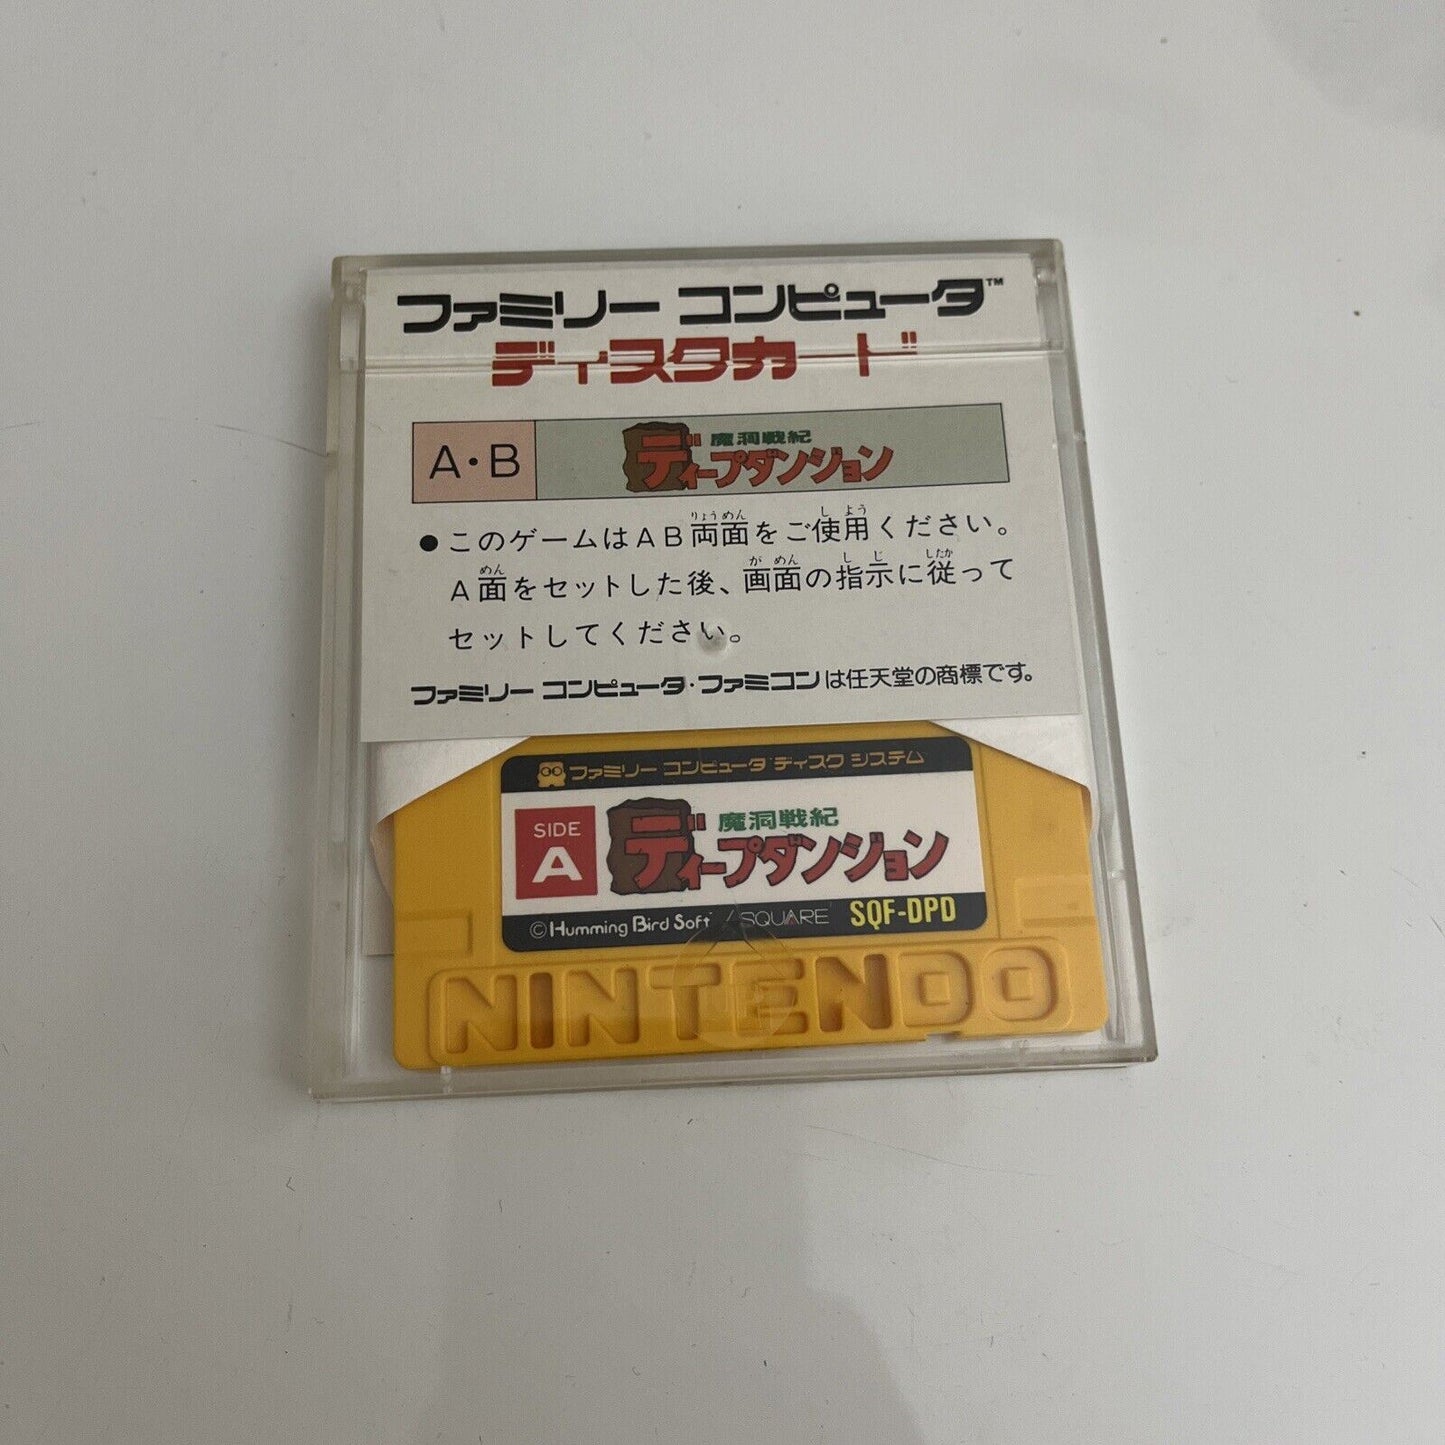 ファミリー コンピュータ™
ディスクカード
A・B
魔洞戦紀
ディープダンジョン
●このゲームはAB両面をご使用ください。
りょうめん し よう
A面をセットした後、画面の指示に従って
めん が めん し じ したが
セットしてください。
ファミリー コンピュータ・ファミコンは任天堂の商標です。
ファミリー コンピュータ ディスク システム
SIDE
A
魔洞戦紀
ディープダンジョン
©Humming Bird Soft / SQUARE SQF-DPD
NINTENDO